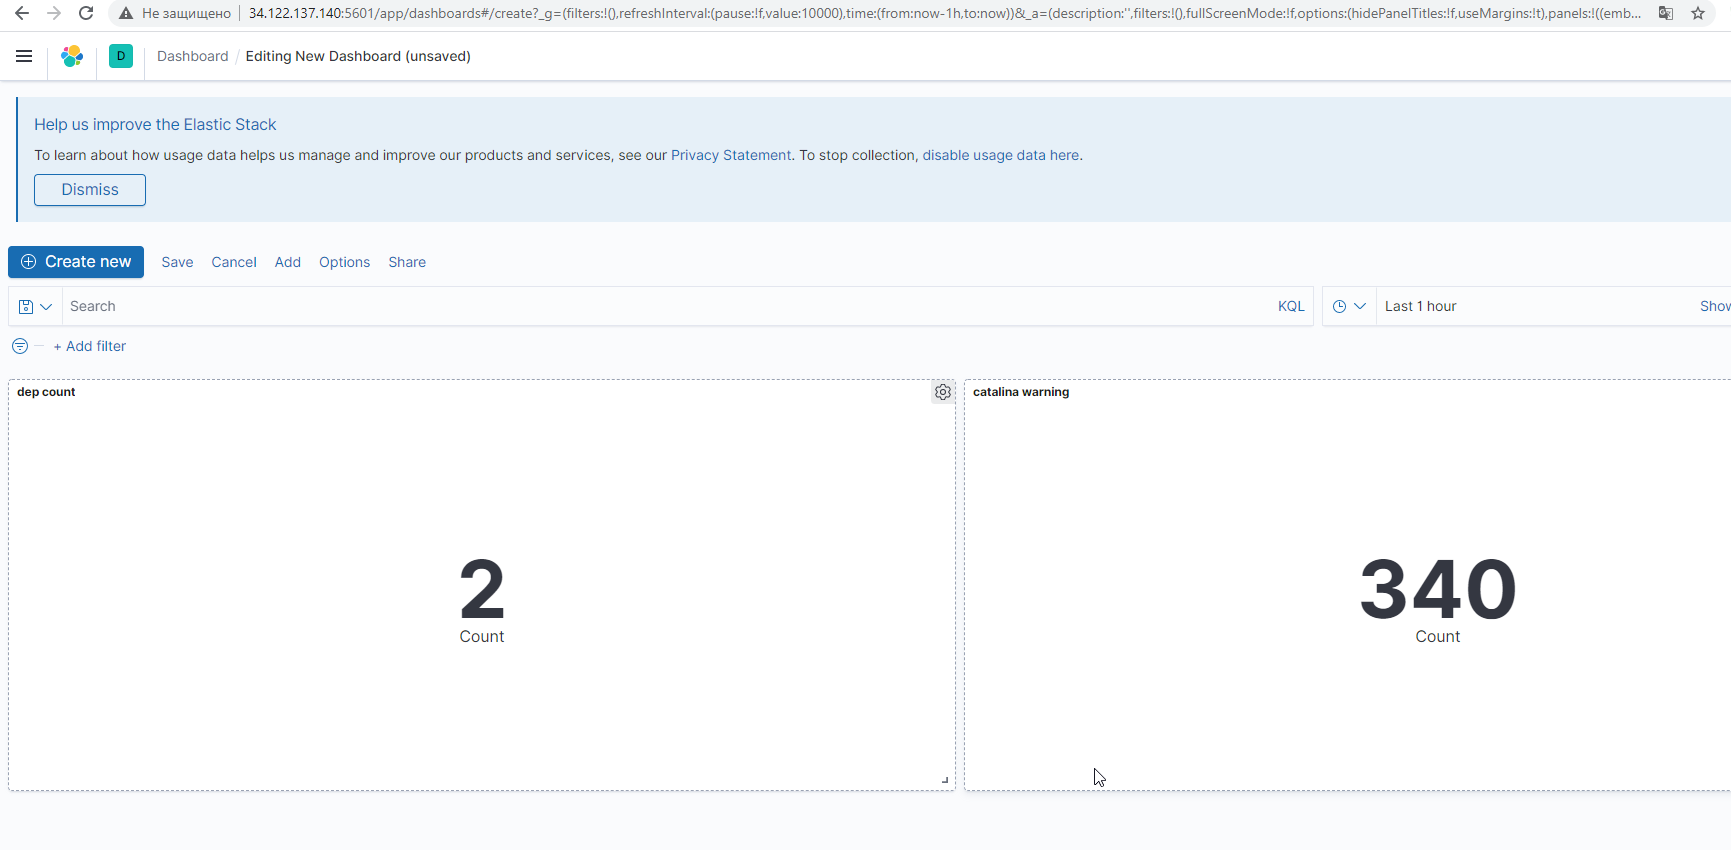 Не защищено 34.122.137.140:5601/app/dashboards#/create?_g=(filters:!(),refreshInterval:(pause:!f,value:10000),time:(from:now-1h,to:now))&_a=(description:'',filters:!(),fullScreenMode:!f,options:(hidePanelTitles:!f,useMargins:!t),panels:!((emb...
D Dashboard / Editing New Dashboard (unsaved)
Help us improve the Elastic Stack
To learn about how usage data helps us manage and improve our products and services, see our Privacy Statement. To stop collection, disable usage data here.
Dismiss
Create new Save Cancel Add Options Share
Search KQL Last 1 hour Show
+ Add filter
dep count catalina warning
2 340
Count Count